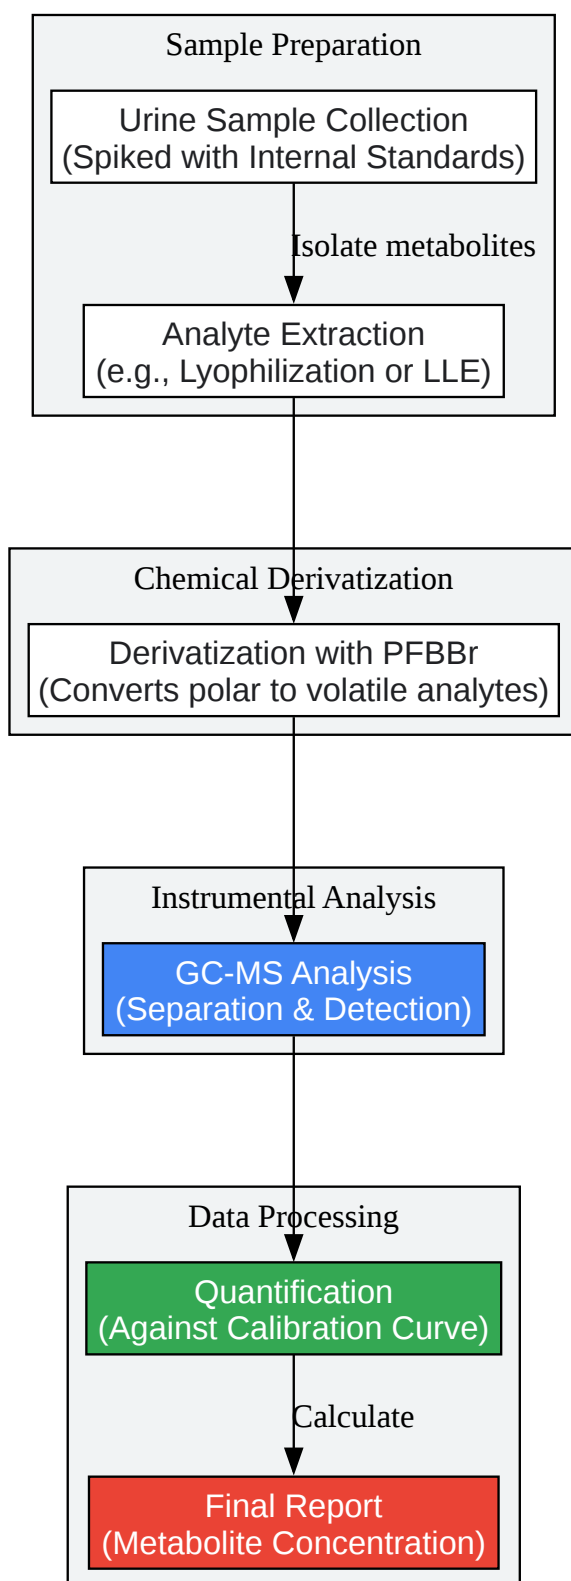 Sample Preparation
Urine Sample Collection
(Spiked with Internal Standards)
Isolate metabolites
Analyte Extraction
(e.g., Lyophilization or LLE)
Chemical Derivatization
Derivatization with PFBBr
(Converts polar to volatile analytes)
Instrumental Analysis
GC-MS Analysis
(Separation & Detection)
Data Processing
Quantification
(Against Calibration Curve)
Calculate
Final Report
(Metabolite Concentration)